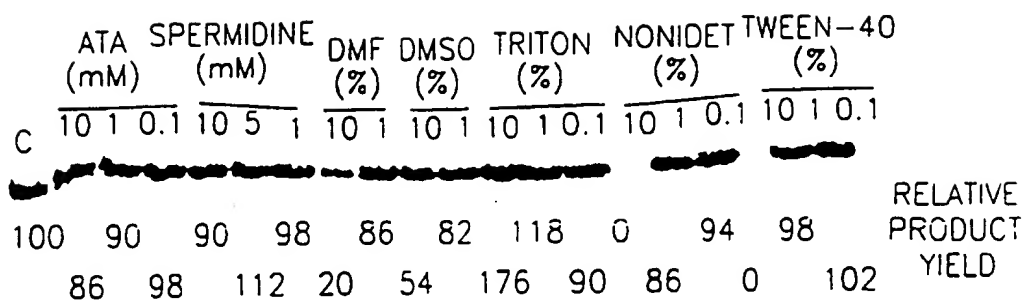 ATA SPERMIDINE DMF DMSO TRITON NONIDET TWEEN-40
(mM) (mM) (%) (%) (%) (%) (%)
C 10 1 0.1 10 5 1 10 1 10 1 10 1 0.1 10 1 0.1 10 1 0.1
100 90 90 98 86 82 118 0 94 98
86 98 112 20 54 176 90 86 0 102
RELATIVE
PRODUCT
YIELD